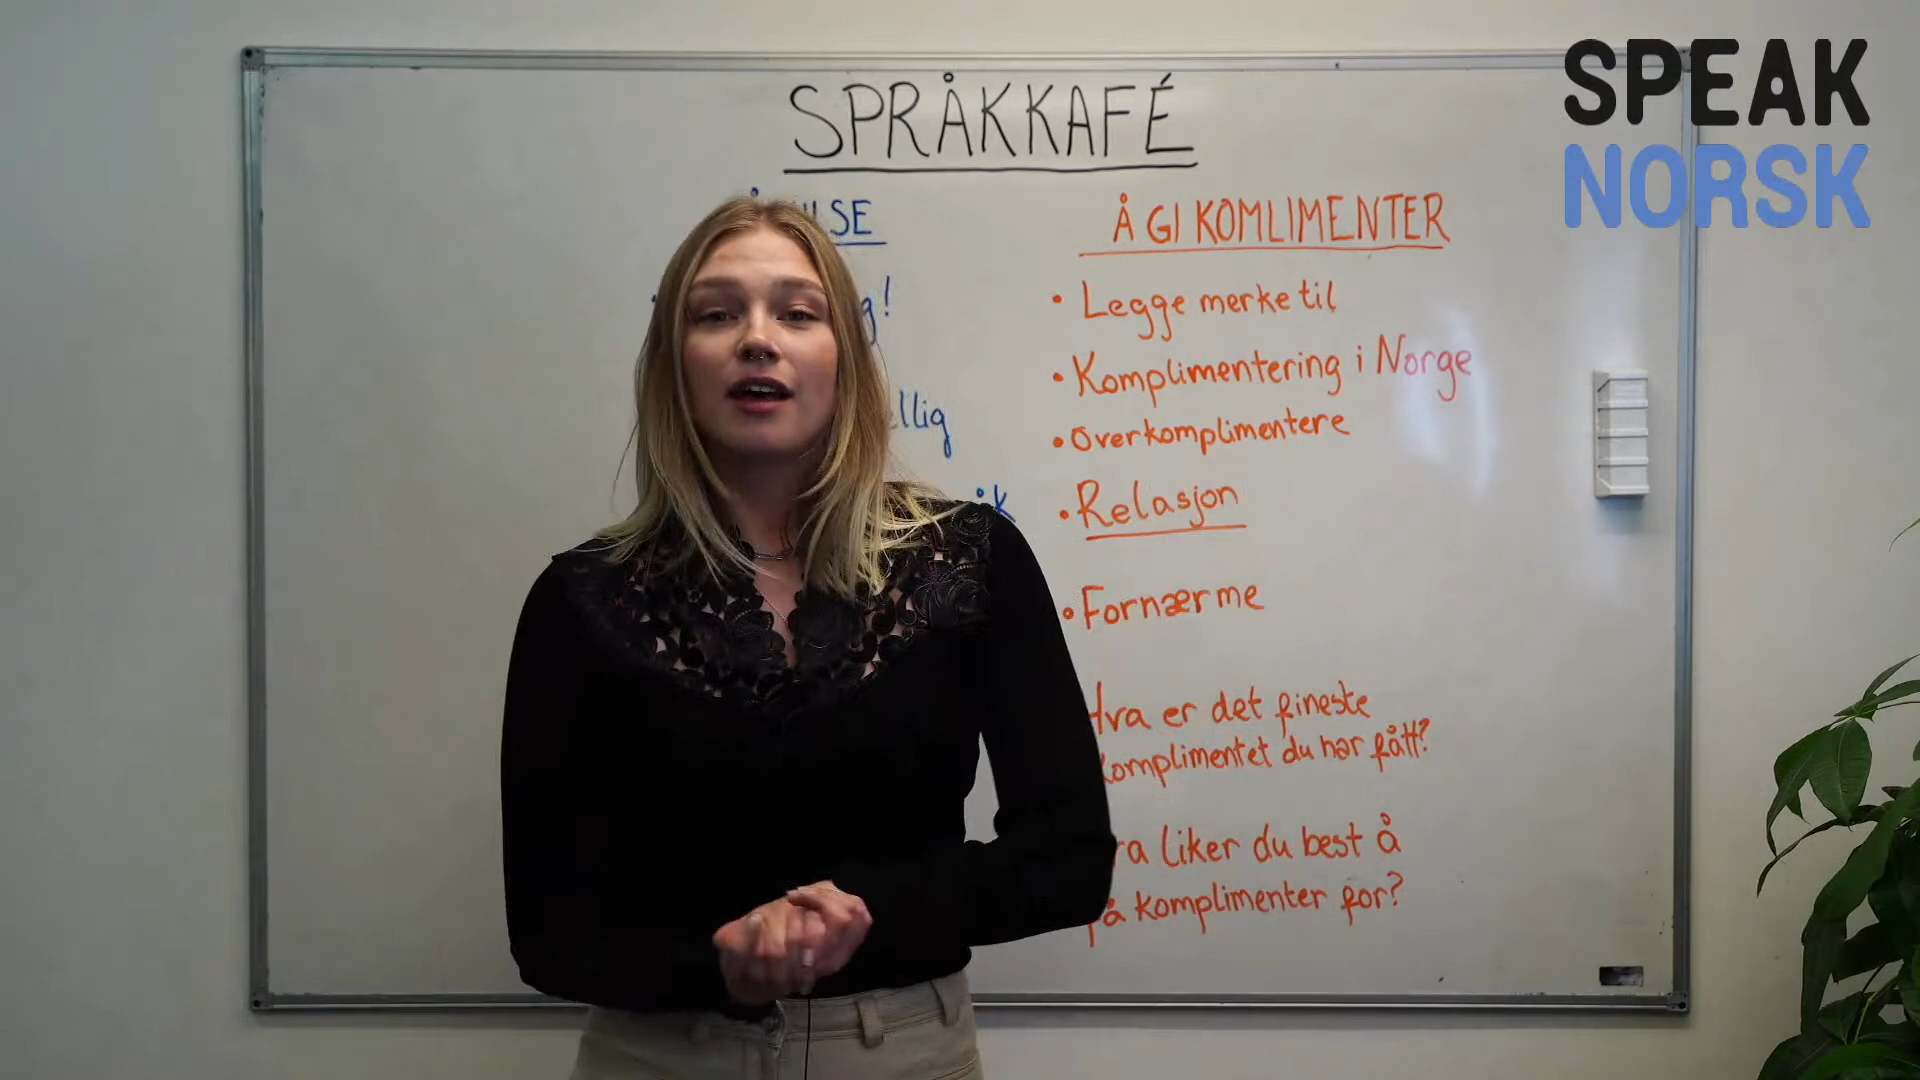 SPEAK
NORSK
SPRÅKKAFÉ
Å GI KOMLIMENTER
• Legge merke til
• Komplimentering i Norge
• Overkomplimentere
• Relasjon
• Fornærme
Hva er det fineste
komplimentet du har fått?
liker du best å
komplimenter for?